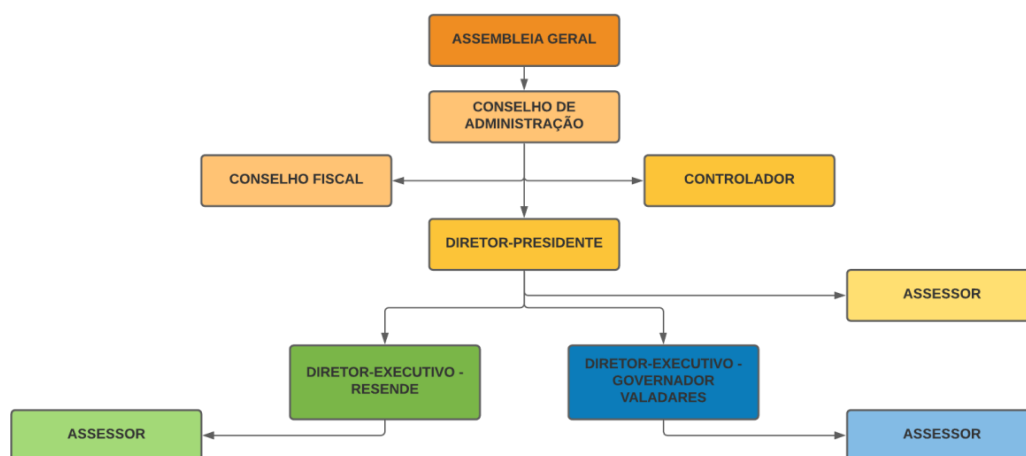 ASSEMBLEIA GERAL
CONSELHO DE
ADMINISTRAÇÃO
CONSELHO FISCAL
CONTROLADOR
DIRETOR-PRESIDENTE
ASSESSOR
DIRETOR-EXECUTIVO -
RESENDE
DIRETOR-EXECUTIVO -
GOVERNADOR
VALADARES
ASSESSOR
ASSESSOR